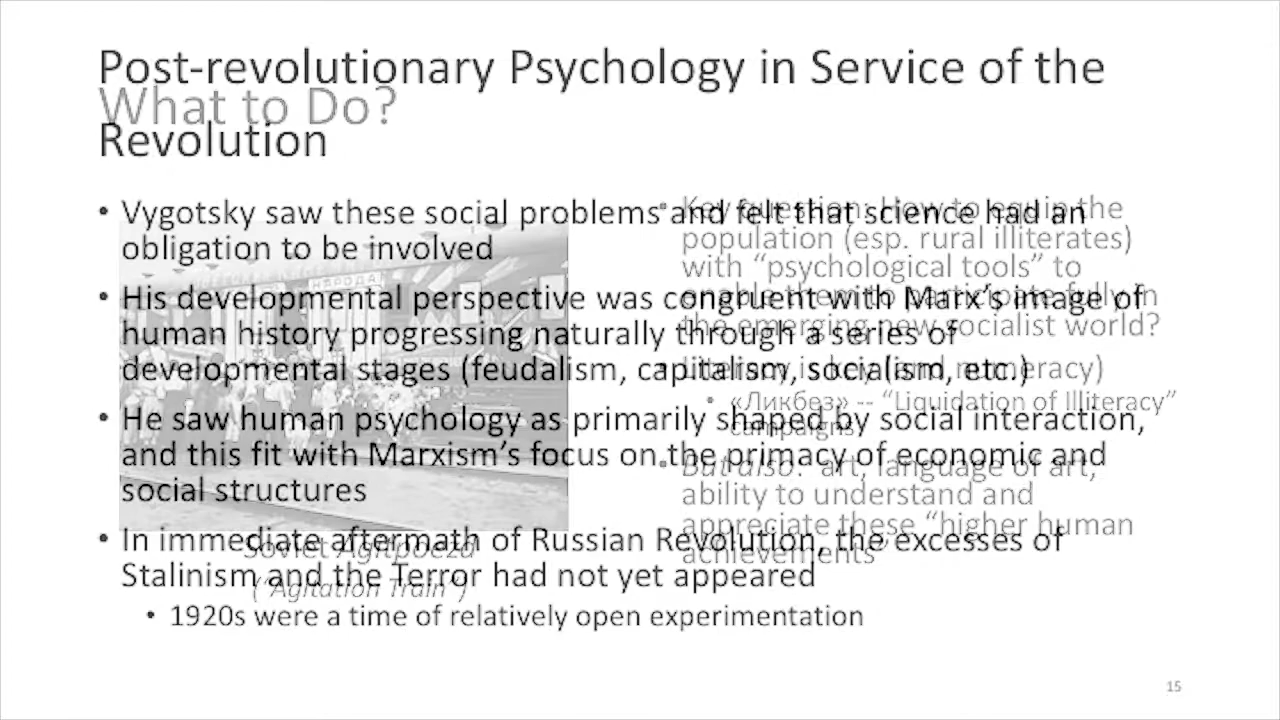 Post-revolutionary Psychology in Service of the
Revolution
• Vygotsky saw these social problems and felt that science had an
obligation to be involved
• His developmental perspective was congruent with Marx’s image of
human history progressing naturally through a series of
developmental stages (feudalism, capitalism, socialism, etc.)
• He saw human psychology as primarily shaped by social interaction,
and this fit with Marxism’s focus on the primacy of economic and
social structures
• In immediate aftermath of Russian Revolution, the excesses of
Stalinism and the Terror had not yet appeared
• 1920s were a time of relatively open experimentation
What to Do?
НАРОДА
Soviet Agitpoezd
(“Agitation Train”)
• Key question: How to equip the
population (esp. rural illiterates)
with “psychological tools” to
enable them to participate fully in
the emerging new socialist world?
• Literacy is key (and numeracy)
• «Ликбез» -- “Liquidation of Illiteracy”
campaigns
• But also: art, language of art,
ability to understand and
appreciate these “higher human
achievements”
15